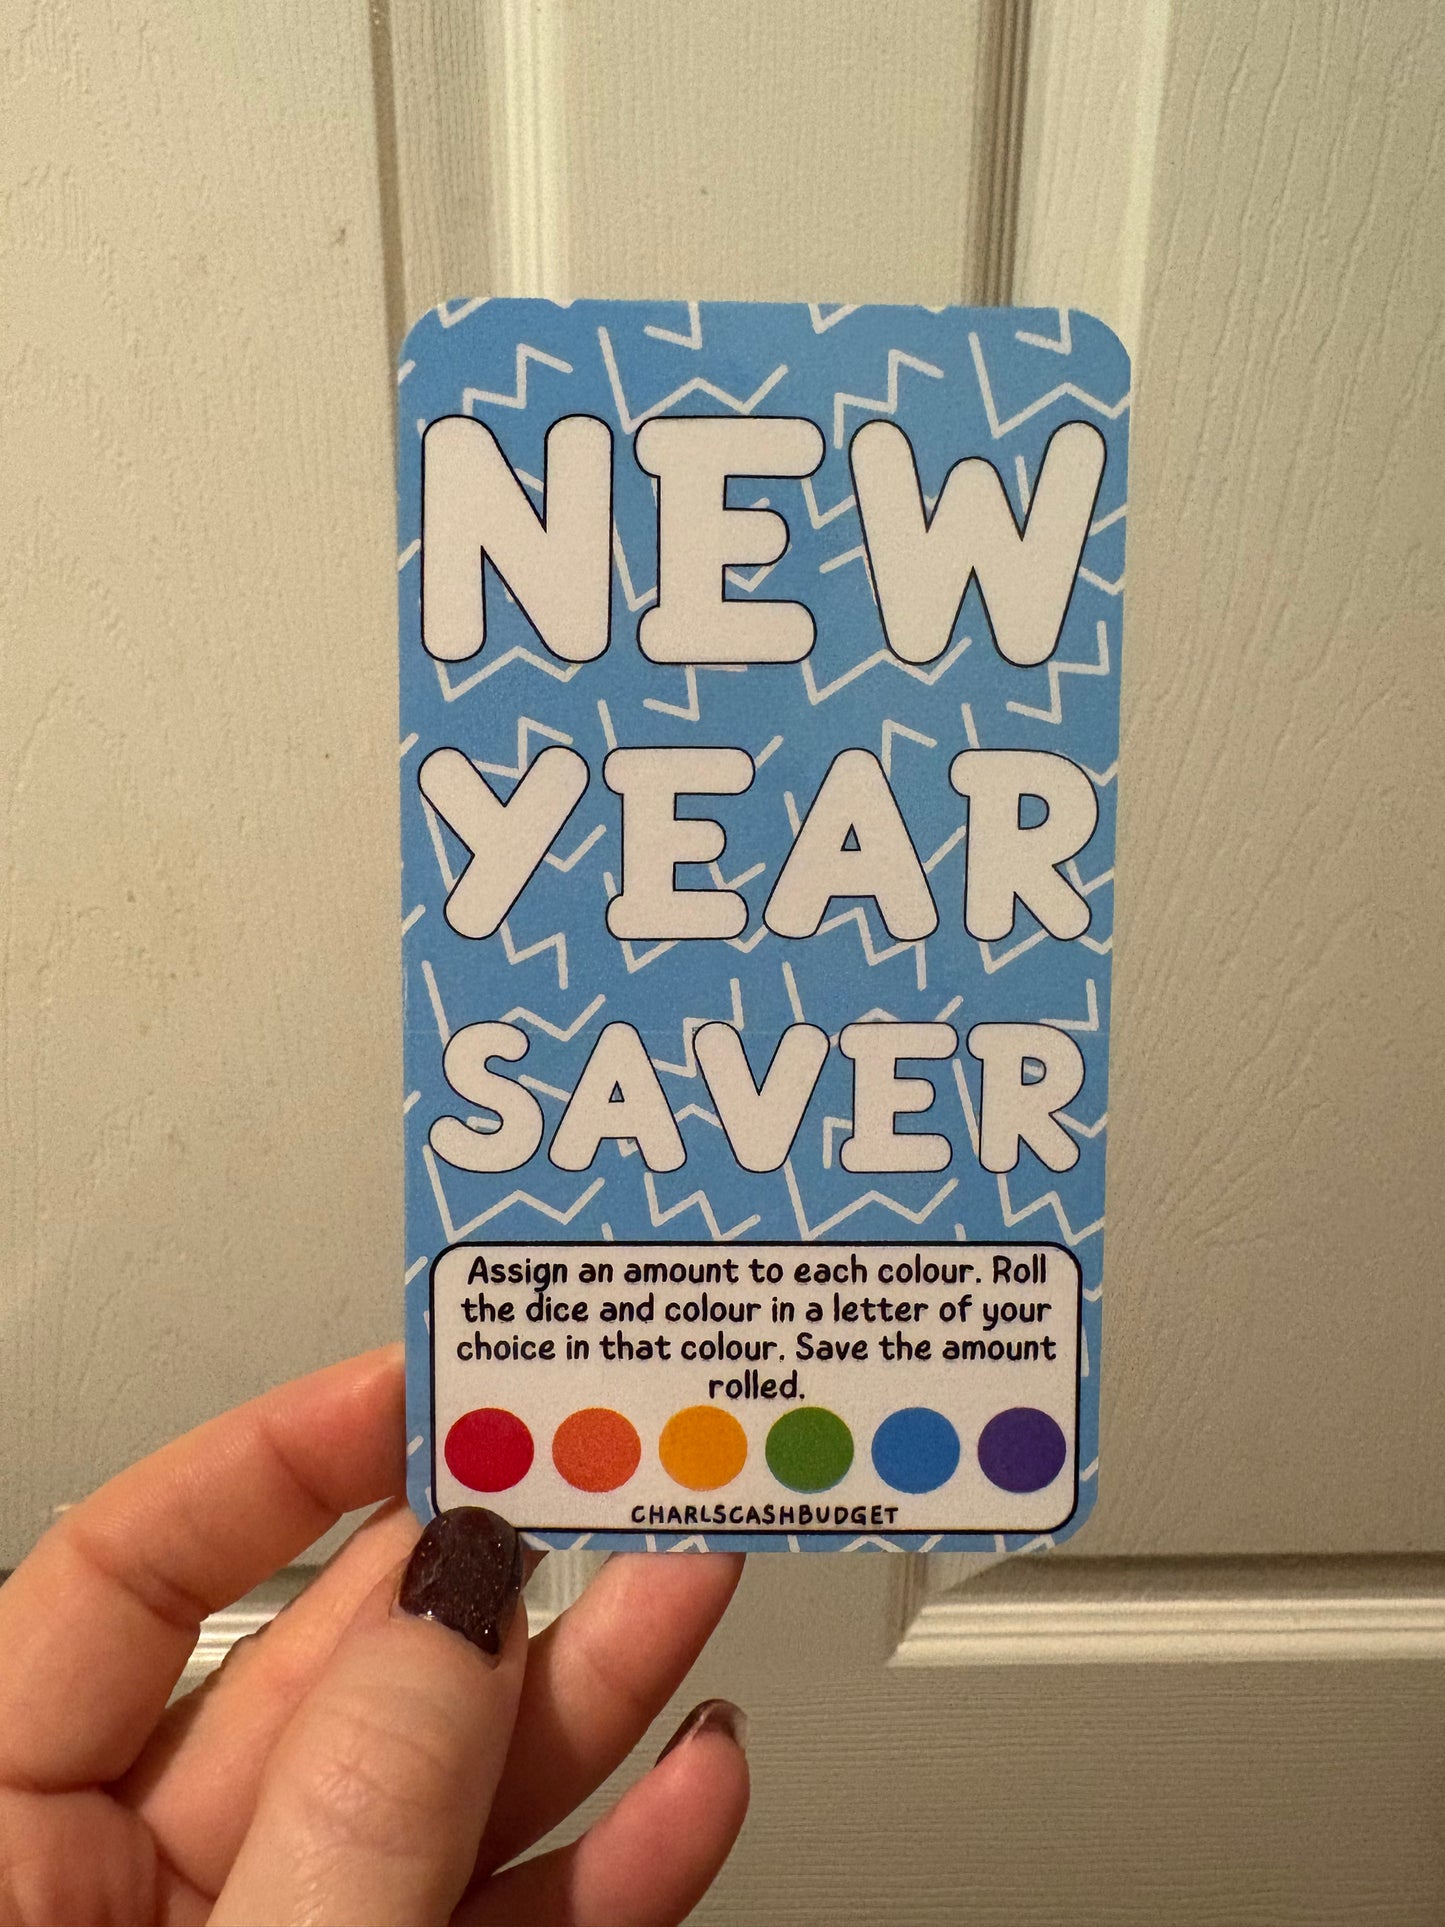 NEW
YEAR
SAVER
Assign an amount to each colour. Roll
the dice and colour in a letter of your
choice in that colour. Save the amount
rolled.
CHARLSCASHBUDGET